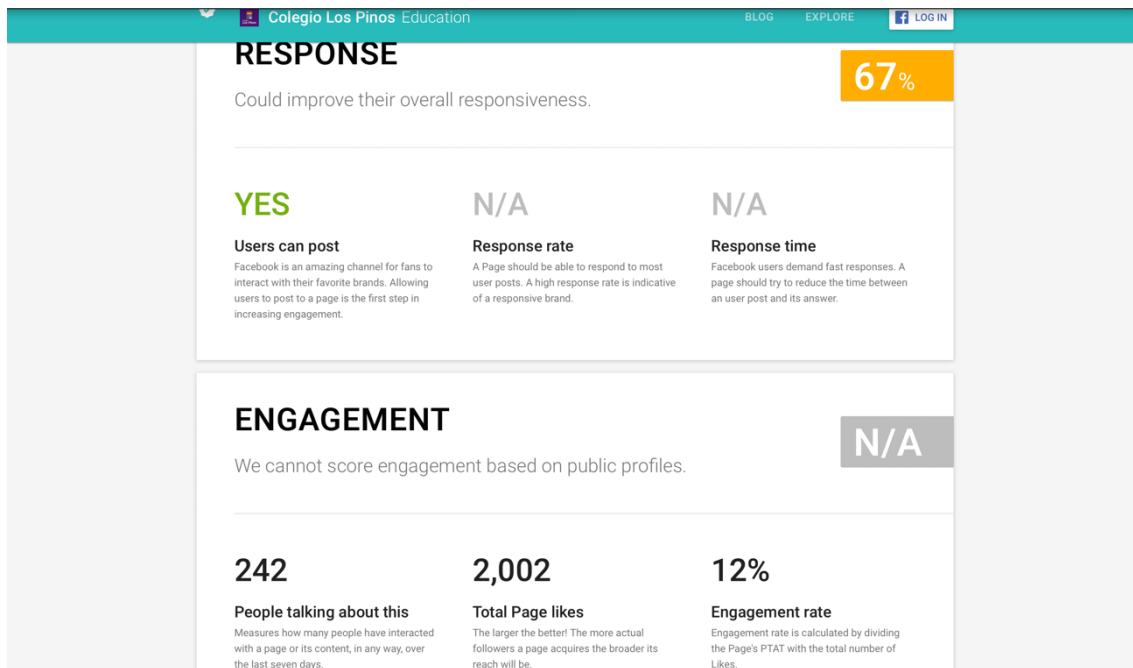 Colegio Los Pinos Education
BLOG
EXPLORE
LOG IN
RESPONSE
67%
Could improve their overall responsiveness.
YES
Users can post
Facebook is an amazing channel for fans to
interact with their favorite brands. Allowing
users to post to a page is the first step in
increasing engagement.
N/A
Response rate
A Page should be able to respond to most
user posts. A high response rate is indicative
of a responsive brand.
N/A
Response time
Facebook users demand fast responses. A
page should try to reduce the time between
an user post and its answer.
ENGAGEMENT
N/A
We cannot score engagement based on public profiles.
242
People talking about this
Measures how many people have interacted
with a page or its content, in any way, over
the last seven days.
2,002
Total Page likes
The larger the better! The more actual
followers a page acquires the broader its
reach will be.
12%
Engagement rate
Engagement rate is calculated by dividing
the Page's PTAT with the total number of
Likes.